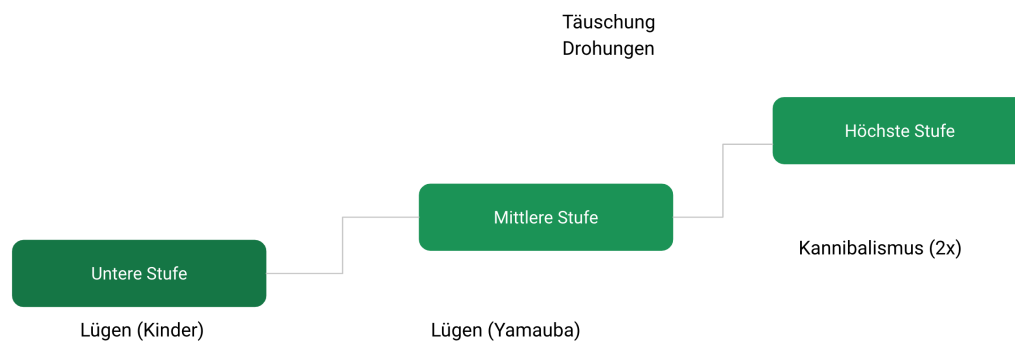 Täuschung
Drohungen
Höchste Stufe
Mittlere Stufe
Kannibalismus (2x)
Untere Stufe
Lügen (Kinder)
Lügen (Yamauba)